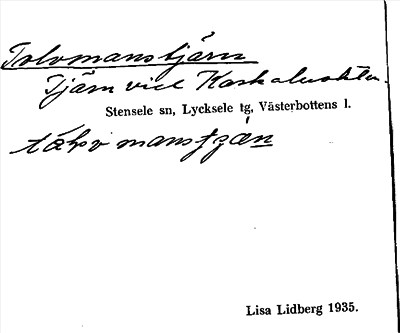 Tolvmanstjärn
Tjärn vid
Stensele sn, Lycksele tg, Västerbottens l.
Lisa Lidberg 1935.